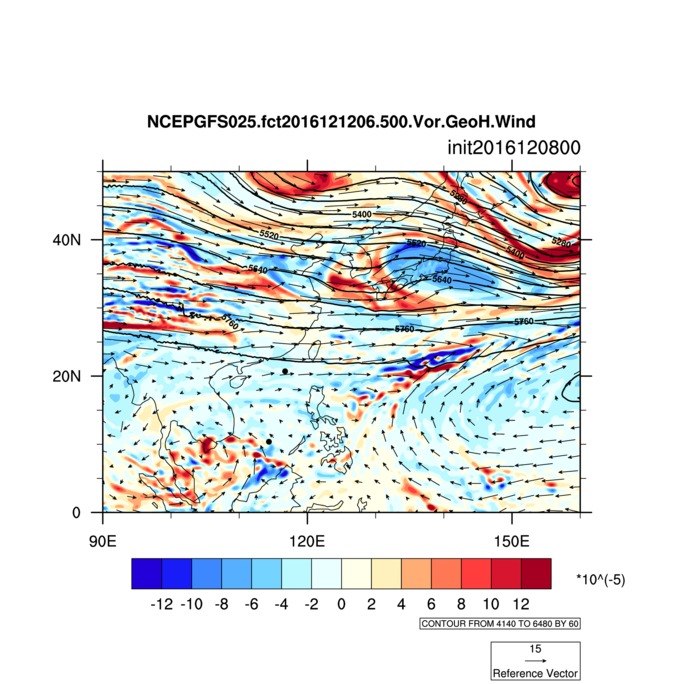 NCEPGFS025.fct2016121206.500.Vor.GeoH.Wind
init2016120800
5280
5400
5520
5520
5280
5400
5640
5640
5760
5760
5760
40N
20N
0
90E 120E 150E
-12 -10 -8 -6 -4 -2 0 2 4 6 8 10 12
*10^(-5)
CONTOUR FROM 4140 TO 6480 BY 60
15
Reference Vector